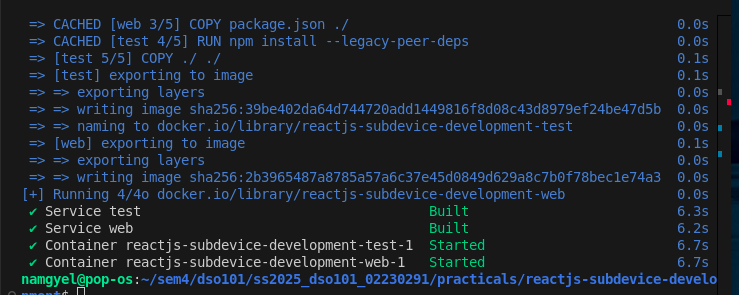 => CACHED [web 3/5] COPY package.json ./ 0.0s
=> CACHED [test 4/5] RUN npm install --legacy-peer-deps 0.0s
=> [test 5/5] COPY ./ ./ 0.1s
=> [test] exporting to image 0.1s
=> => exporting layers 0.0s
=> => writing image sha256:39be402da64d744720add1449816f8d08c43d8979ef24be47d5b 0.0s
=> => naming to docker.io/library/reactjs-subdevice-development-test 0.0s
=> [web] exporting to image 0.1s
=> => exporting layers 0.0s
=> => writing image sha256:2b3965487a8785a57a6c37e45d0849d629a8c7b0f78bec1e74a3 0.0s
[+] Running 4/4o docker.io/library/reactjs-subdevice-development-web 0.0s
✔ Service test Built 6.3s
✔ Service web Built 6.2s
✔ Container reactjs-subdevice-development-test-1 Started 6.7s
✔ Container reactjs-subdevice-development-web-1 Started 6.7s
namgyel@pop-os:~/sem4/dso101/ss2025_dso101_02230291/practicals/reactjs-subdevice-develo
pment$